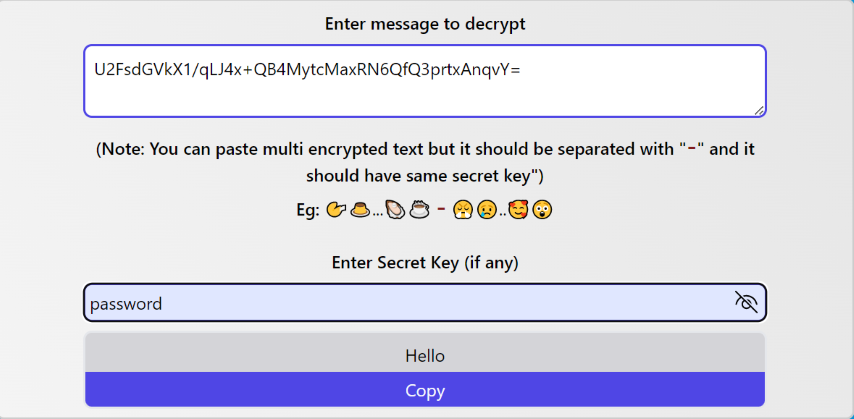 Enter message to decrypt
U2FsdGVkX1/qLJ4x+QB4MytcMaxRN6QfQ3prtxAnqvY=
(Note: You can paste multi encrypted text but it should be separated with "-" and it
should have same secret key")
Eg: 🫓🍮...🦪☕ - 😤😢..🥰😲
Enter Secret Key (if any)
password
Hello
Copy